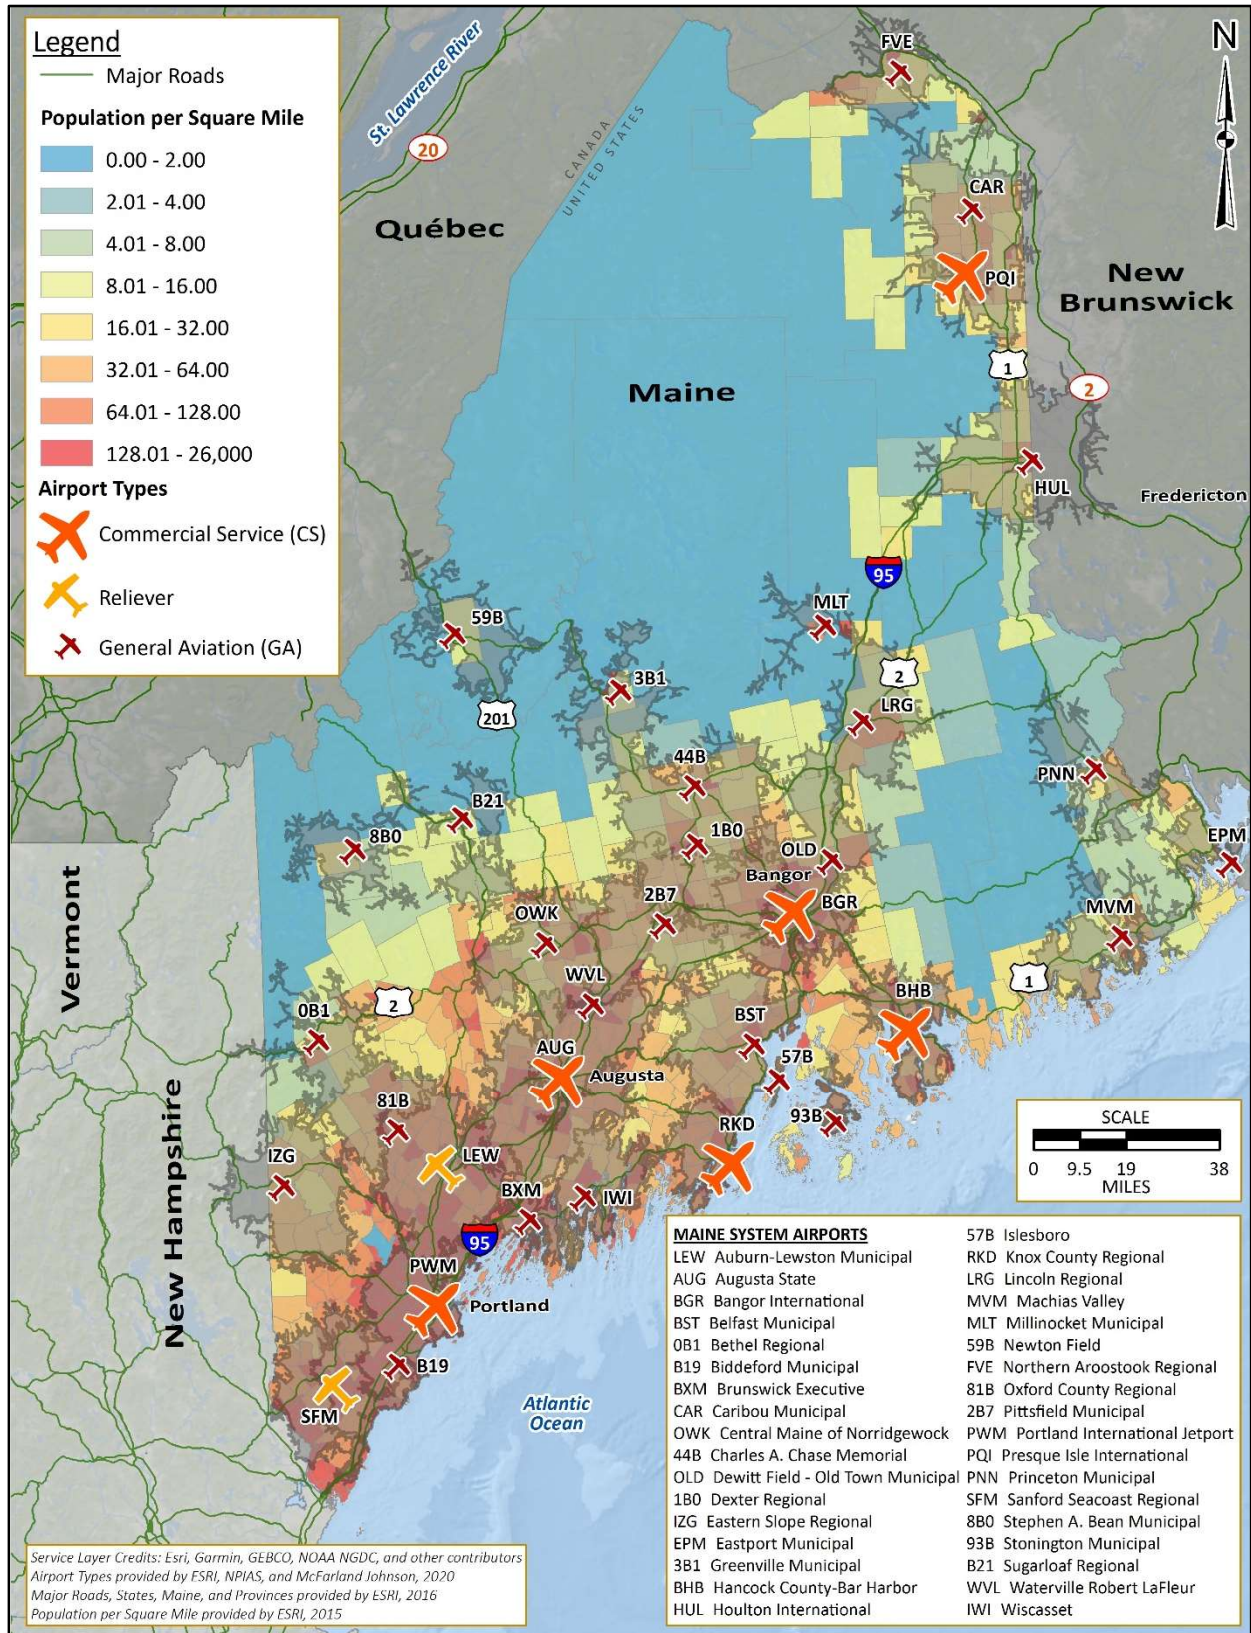 Legend
Major Roads
Population per Square Mile
0.00 - 2.00
2.01 - 4.00
4.01 - 8.00
8.01 - 16.00
16.01 - 32.00
32.01 - 64.00
64.01 - 128.00
128.01 - 26,000
Airport Types
Commercial Service (CS)
Reliever
General Aviation (GA)
St. Lawrence River
20
CANADA
UNITED STATES
Québec
N
FVE
CAR
PQI
New
Brunswick
1
2
Maine
HUL
Fredericton
95
MLT
59B
3B1
2
LRG
201
44B
PNN
B21
8B0
1B0
OLD
EPM
Bangor
BGR
2B7
OWK
MVM
Vermont
WVL
1
2
BHB
0B1
BST
AUG
Augusta
57B
81B
93B
RKD
New Hampshire
IZG
LEW
BXM
IWI
95
PWM
Portland
B19
SFM
Atlantic
Ocean
SCALE
0 9.5 19 38
MILES
MAINE SYSTEM AIRPORTS
LEW Auburn-Lewston Municipal
AUG Augusta State
BGR Bangor International
BST Belfast Municipal
0B1 Bethel Regional
B19 Biddeford Municipal
BXM Brunswick Executive
CAR Caribou Municipal
OWK Central Maine of Norridgewock
44B Charles A. Chase Memorial
OLD Dewitt Field - Old Town Municipal
1B0 Dexter Regional
IZG Eastern Slope Regional
EPM Eastport Municipal
3B1 Greenville Municipal
BHB Hancock County-Bar Harbor
HUL Houlton International
57B Islesboro
RKD Knox County Regional
LRG Lincoln Regional
MVM Machias Valley
MLT Millinocket Municipal
59B Newton Field
FVE Northern Aroostook Regional
81B Oxford County Regional
2B7 Pittsfield Municipal
PWM Portland International Jetport
PQI Presque Isle International
PNN Princeton Municipal
SFM Sanford Seacoast Regional
8B0 Stephen A. Bean Municipal
93B Stonington Municipal
B21 Sugarloaf Regional
WVL Waterville Robert LaFleur
IWI Wiscasset
Service Layer Credits: Esri, Garmin, GEBCO, NOAA NGDC, and other contributors
Airport Types provided by ESRI, NPIAS, and McFarland Johnson, 2020
Major Roads, States, Maine, and Provinces provided by ESRI, 2016
Population per Square Mile provided by ESRI, 2015